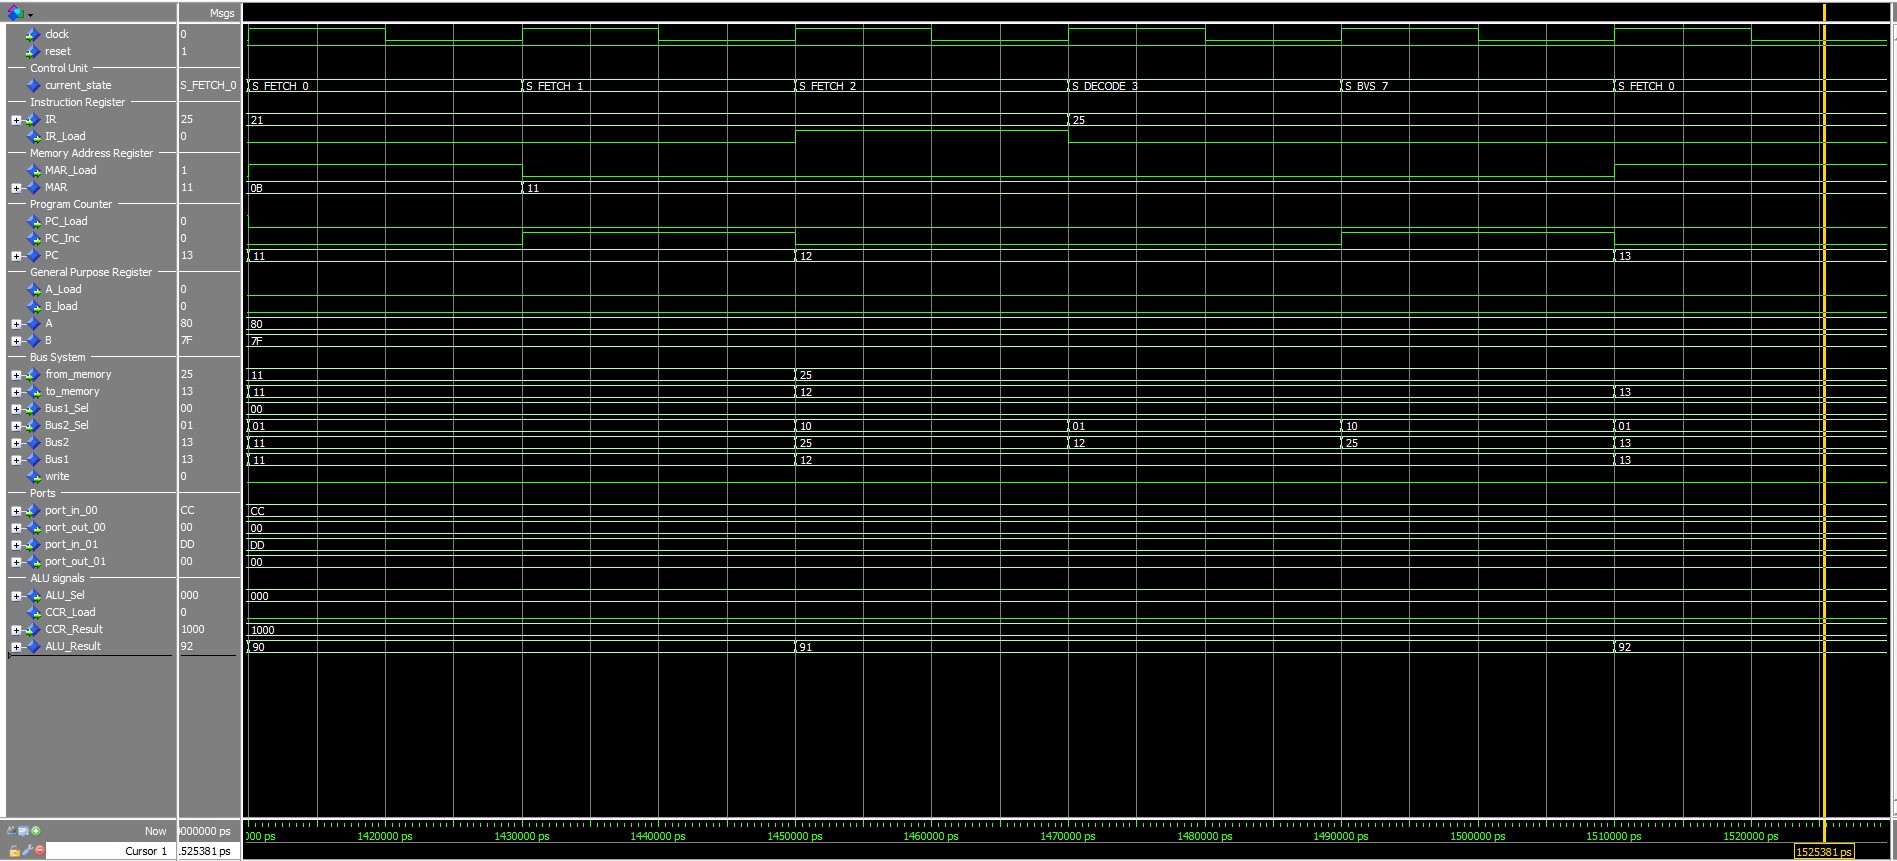 Msgs
clock 0
reset 1
Control Unit
current_state S_FETCH_0 S_FETCH_0 S_FETCH_1 S_FETCH_2 S_DECODE_3 S_BVS_7 S_FETCH_0
Instruction Register
IR 25 21 25
IR_Load 0
Memory Address Register
MAR_Load 1
MAR 11 0B 11
Program Counter
PC_Load 0
PC_Inc 0
PC 13 11 12 13
General Purpose Register
A_Load 0
B_load 0
A 80 80
B 7F 7F
Bus System
from_memory 25 11 25
to_memory 13 11 12 13
Bus1_Sel 00 00
Bus2_Sel 01 01 10 01 10 01
Bus2 13 11 25 12 25 13
Bus1 13 11 12 13
write 0
Ports
port_in_00 CC CC
port_out_00 00 00
port_in_01 DD DD
port_out_01 00 00
ALU signals
ALU_Sel 000 000
CCR_Load 0
CCR_Result 1000 1000
ALU_Result 92 90 91 92
Now 000000 ps 000 ps 1420000 ps 1430000 ps 1440000 ps 1450000 ps 1460000 ps 1470000 ps 1480000 ps 1490000 ps 1500000 ps 1510000 ps 1520000 ps
Cursor 1 .525381 ps 1525381 ps